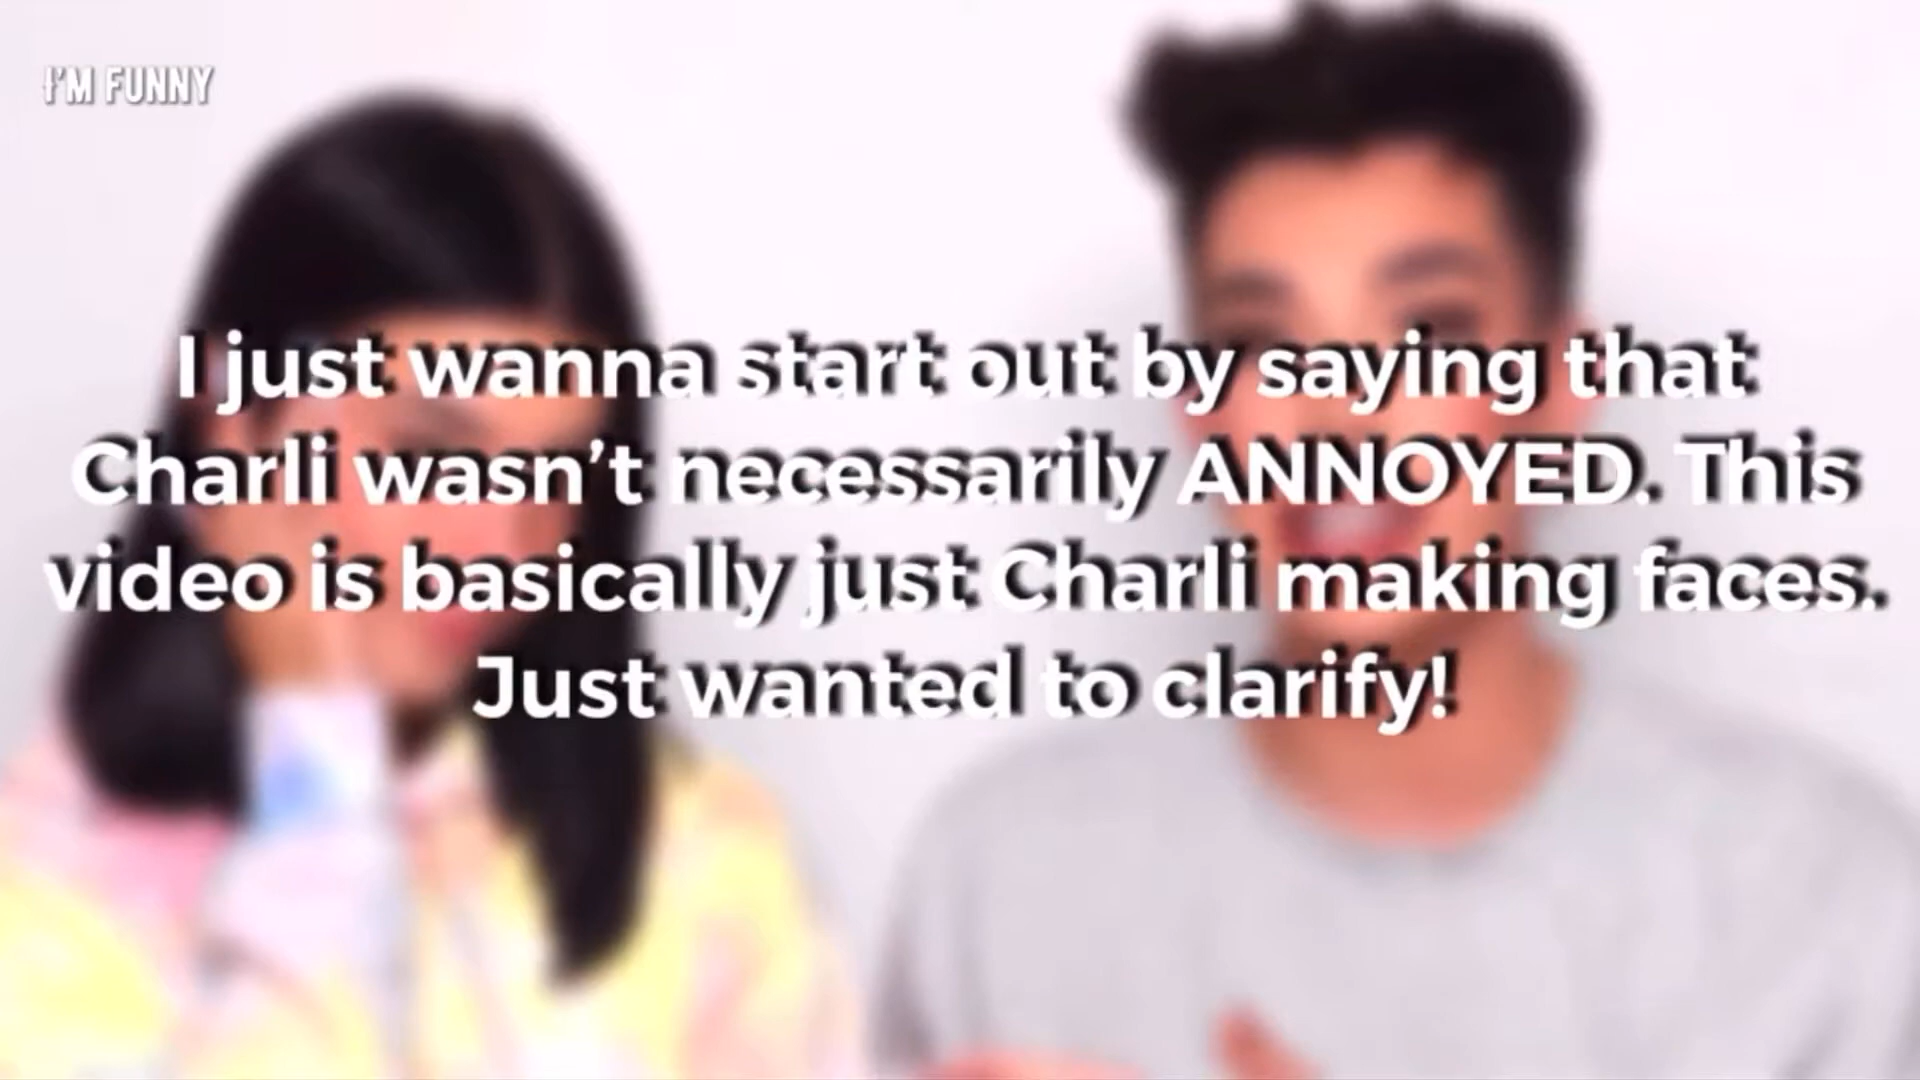 I'M FUNNY
I just wanna start out by saying that
Charli wasn’t necessarily ANNOYED. This
video is basically just Charli making faces.
Just wanted to clarify!